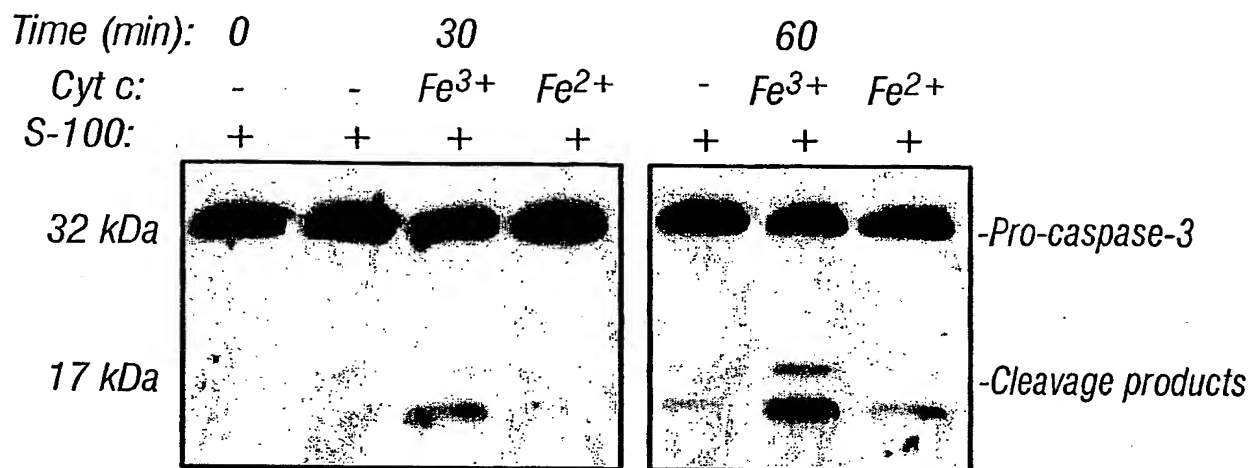 Time (min): 0 30 60
Cyt c: - - Fe3+ Fe2+ - Fe3+ Fe2+
S-100: + + + + + + +
32 kDa -Pro-caspase-3
17 kDa -Cleavage products